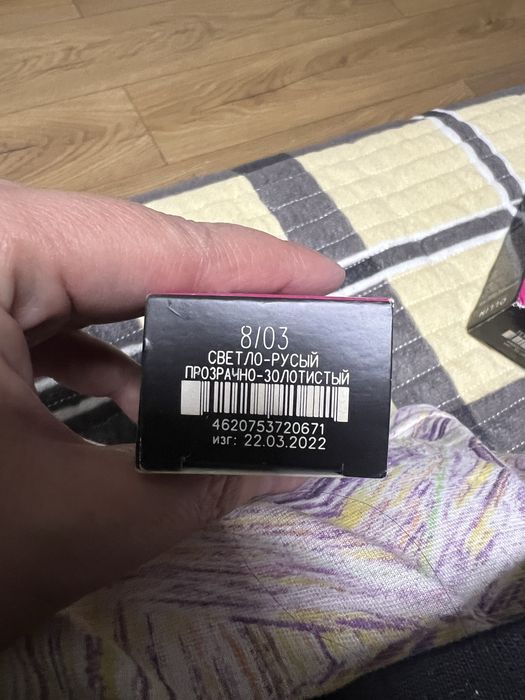 8/03
СВЕТЛО-РУСЫЙ
ПРОЗРАЧНО-ЗОЛОТИСТЫЙ
4620753720671
изг: 22.03.2022